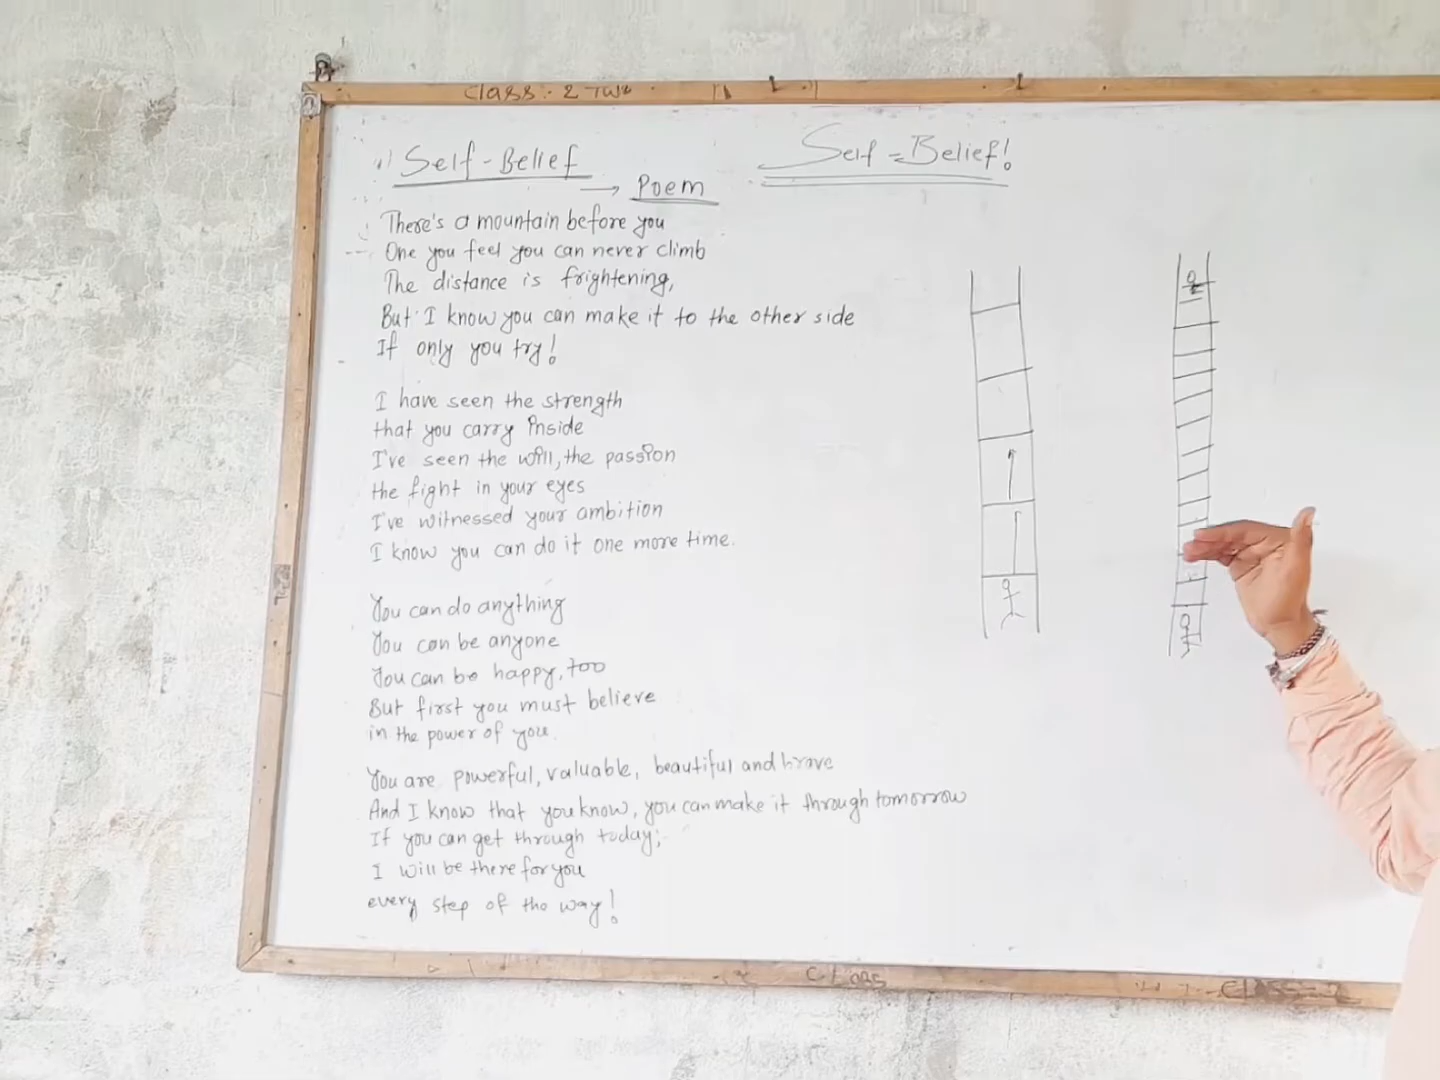 Class :- 2 Two
Self - Belief
Self = Belief!
→ Poem
There's a mountain before you
One you feel you can never climb
The distance is frightening,
But I know you can make it to the other side
If only you try!
I have seen the strength
that you carry inside
I've seen the will, the passion
the fight in your eyes
I've witnessed your ambition
I know you can do it one more time.
You can do anything
You can be anyone
You can be happy, too
But first you must believe
in the power of you.
You are powerful, valuable, beautiful and brave
And I know that you know, you can make it through tomorrow
If you can get through today;
I will be there for you
every step of the way!
Class
CLASS = 2